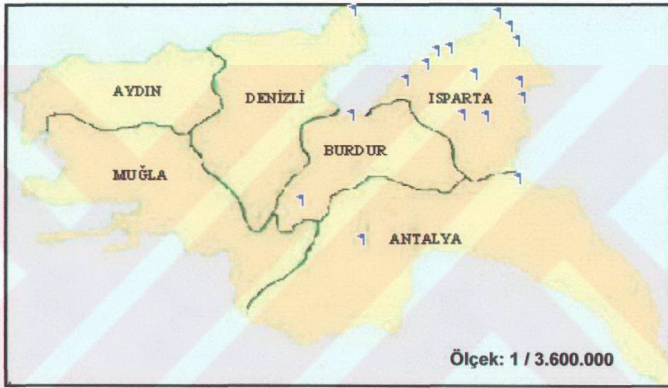 AYDIN
DENİZLİ
ISPARTA
BURDUR
MUĞLA
ANTALYA
Ölçek: 1 / 3.600.000